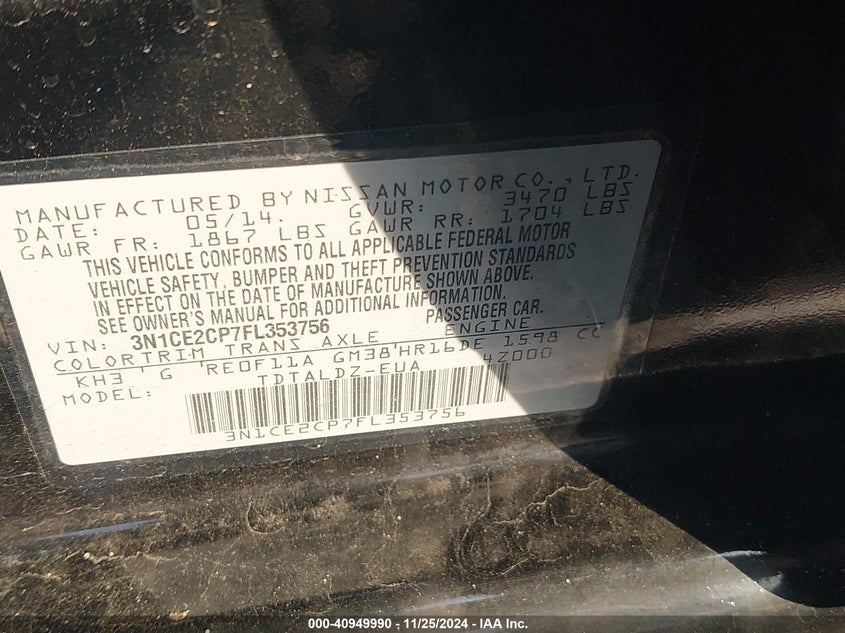 MANUFACTURED BY NISSAN MOTOR CO., LTD.
DATE: 05/14. GVWR: 3470 LBS
GAWR FR: 1867 LBS GAWR RR: 1704 LBS
THIS VEHICLE CONFORMS TO ALL APPLICABLE FEDERAL MOTOR
VEHICLE SAFETY, BUMPER AND THEFT PREVENTION STANDARDS
IN EFFECT ON THE DATE OF MANUFACTURE SHOWN ABOVE.
SEE OWNER'S MANUAL FOR ADDITIONAL INFORMATION.
VIN: 3N1CE2CP7FL353756 PASSENGER CAR.
COLOR TRIM TRANS AXLE ENGINE
KH3 ' G 'RE0F11A GM38'HR16DE 1598 CC
MODEL: TDTALDZ-EUA 4Z000
3N1CE2CP7FL353756
000-40949990 - 11/25/2024 - IAA Inc.